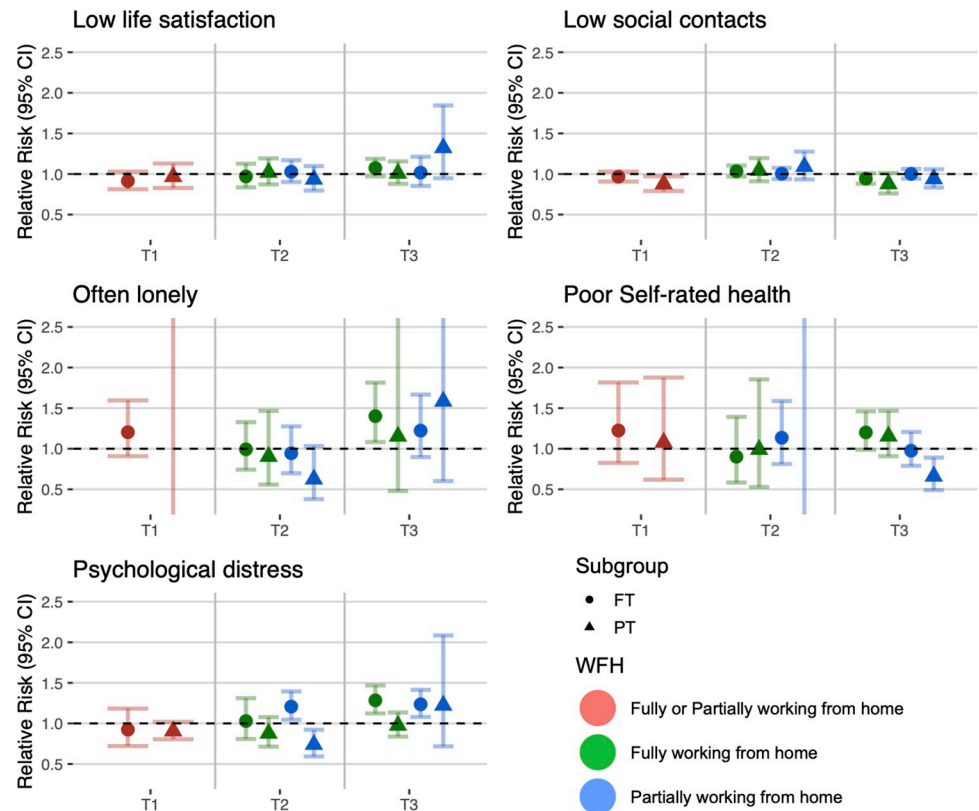 Low life satisfaction
Relative Risk (95% CI)
2.5
2.0
1.5
1.0
0.5
T1
T2
T3
Low social contacts
Relative Risk (95% CI)
2.5
2.0
1.5
1.0
0.5
T1
T2
T3
Often lonely
Relative Risk (95% CI)
2.5
2.0
1.5
1.0
0.5
T1
T2
T3
Poor Self-rated health
Relative Risk (95% CI)
2.5
2.0
1.5
1.0
0.5
T1
T2
T3
Psychological distress
Relative Risk (95% CI)
2.5
2.0
1.5
1.0
0.5
T1
T2
T3
Subgroup
FT
PT
WFH
Fully or Partially working from home
Fully working from home
Partially working from home